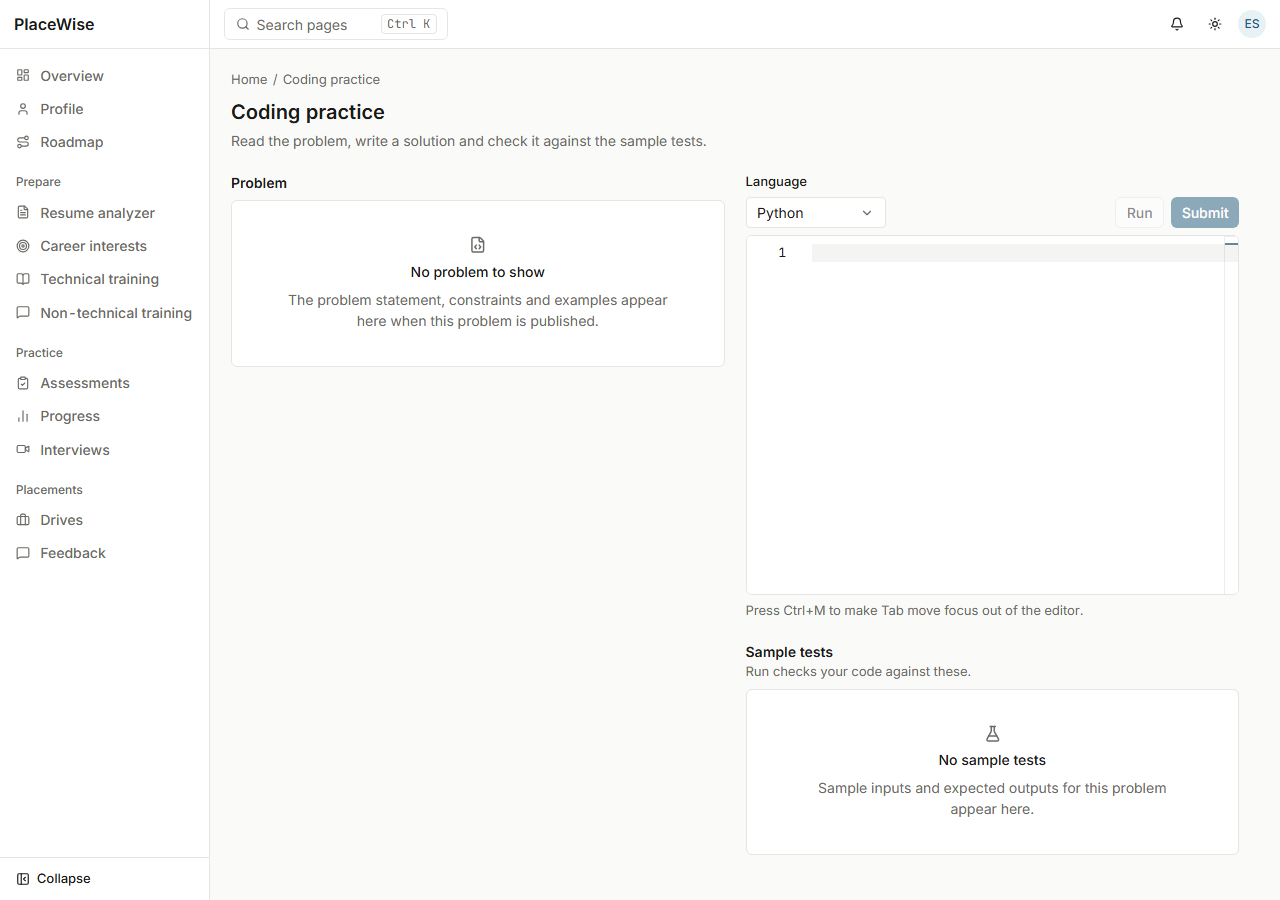 PlaceWise
Search pages
Ctrl K
ES
Overview
Profile
Roadmap
Prepare
Resume analyzer
Career interests
Technical training
Non-technical training
Practice
Assessments
Progress
Interviews
Placements
Drives
Feedback
Collapse
Home / Coding practice
Coding practice
Read the problem, write a solution and check it against the sample tests.
Problem
No problem to show
The problem statement, constraints and examples appear
here when this problem is published.
Language
Python
Run
Submit
1
Press Ctrl+M to make Tab move focus out of the editor.
Sample tests
Run checks your code against these.
No sample tests
Sample inputs and expected outputs for this problem
appear here.